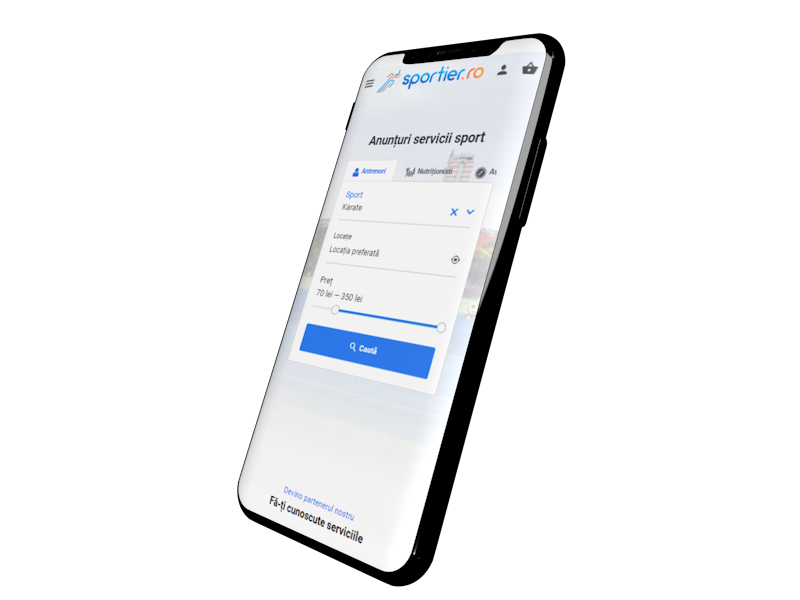 sportier.ro
Anunțuri servicii sport
Antrenori
Nutriționisti
Sport
Karate
Locație
Locația preferată
Preț
70 lei — 350 lei
Caută
Devino partenerul nostru
Fă-ți cunoscute serviciile